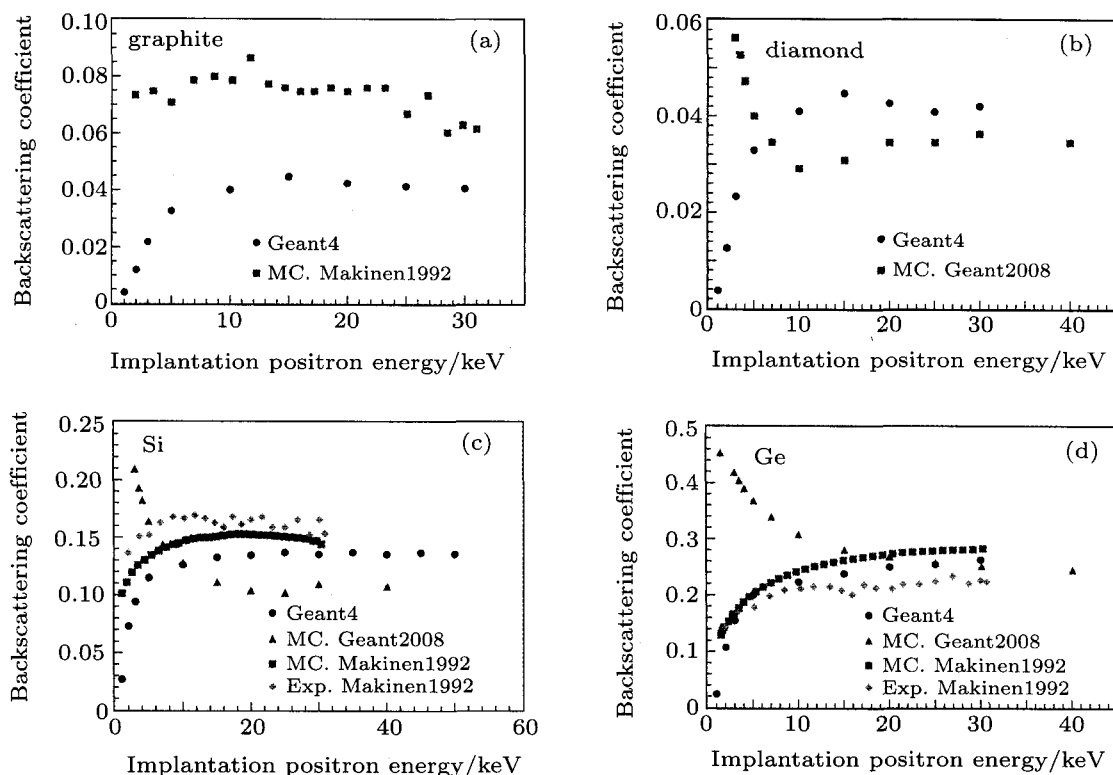 graphite
(a)
0.10
0.08
0.06
0.04
0.02
0
Backscattering coefficient
Geant4
MC. Makinen1992
0 10 20 30
Implantation positron energy/keV
diamond
(b)
0.06
0.04
0.02
0
Backscattering coefficient
Geant4
MC. Geant2008
0 10 20 30 40
Implantation positron energy/keV
Si
(c)
0.25
0.20
0.15
0.10
0.05
0
Backscattering coefficient
Geant4
MC. Geant2008
MC. Makinen1992
Exp. Makinen1992
0 20 40 60
Implantation positron energy/keV
Ge
(d)
0.5
0.4
0.3
0.2
0.1
0
Backscattering coefficient
Geant4
MC. Geant2008
MC. Makinen1992
Exp. Makinen1992
0 10 20 30 40
Implantation positron energy/keV